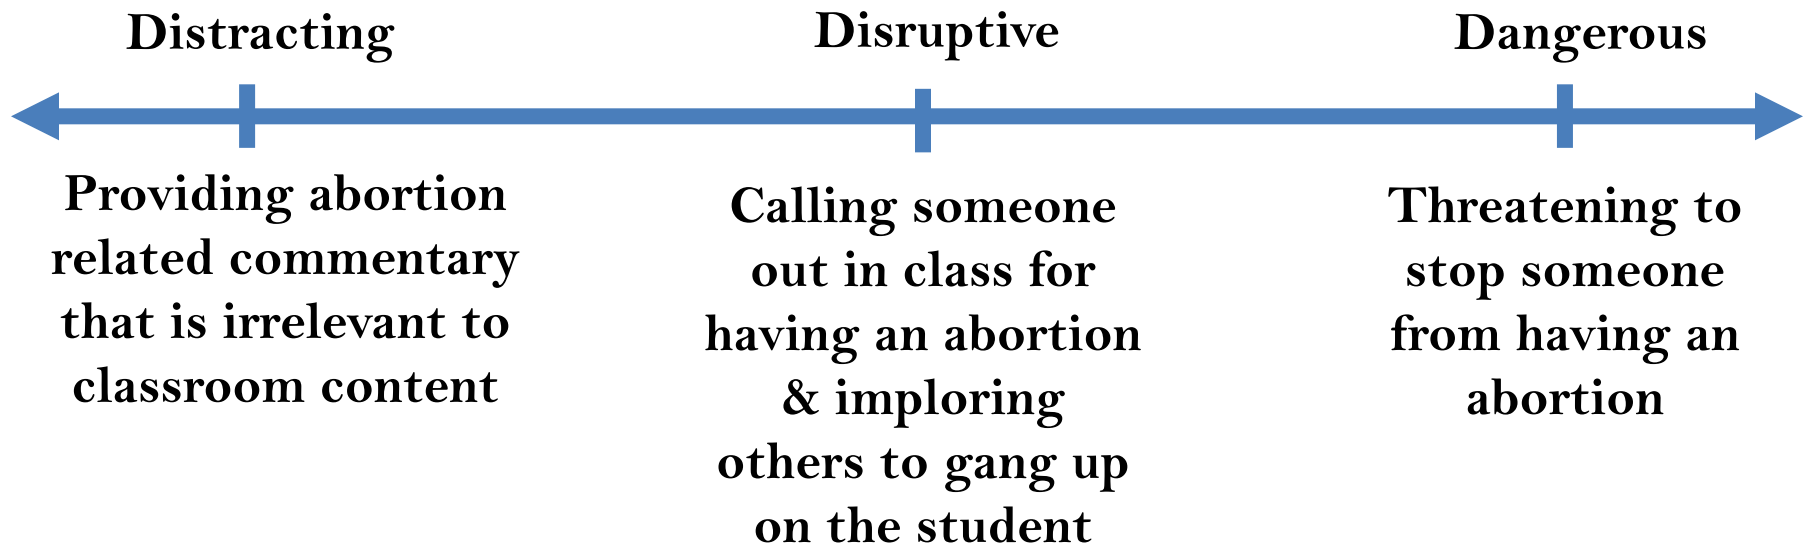 Distracting
Disruptive
Dangerous
Providing abortion
related commentary
that is irrelevant to
classroom content
Calling someone
out in class for
having an abortion
& imploring
others to gang up
on the student
Threatening to
stop someone
from having an
abortion